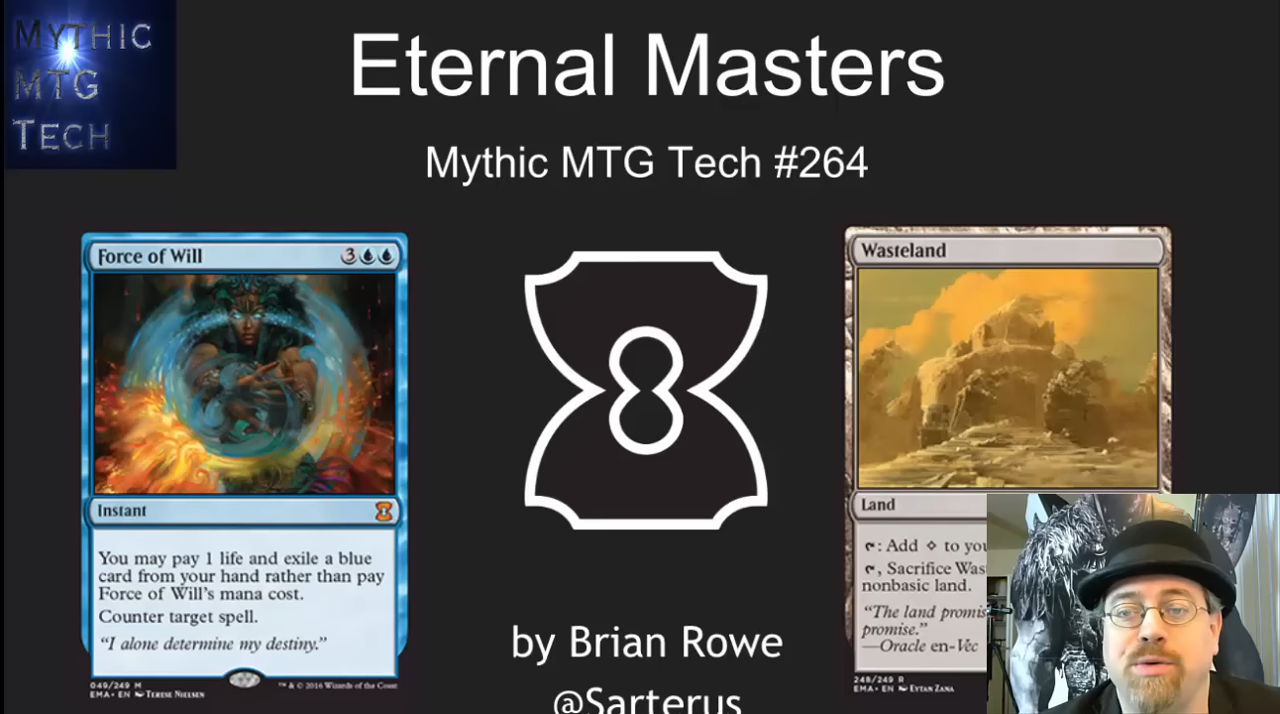 MYTHIC
MTG
TECH
Eternal Masters
Mythic MTG Tech #264
Force of Will 3
Instant
You may pay 1 life and exile a blue
card from your hand rather than pay
Force of Will's mana cost.
Counter target spell.
“I alone determine my destiny.”
049/249 M
EMA • EN TERESE NIELSEN
™ & © 2016 Wizards of the Coast
8
Wasteland
Land
: Add to you
, Sacrifice Was
nonbasic land.
“The land promis
promise.”
—Oracle en-Vec
248/249 R
EMA • EN EYTAN ZANA
by Brian Rowe
@Sarterus